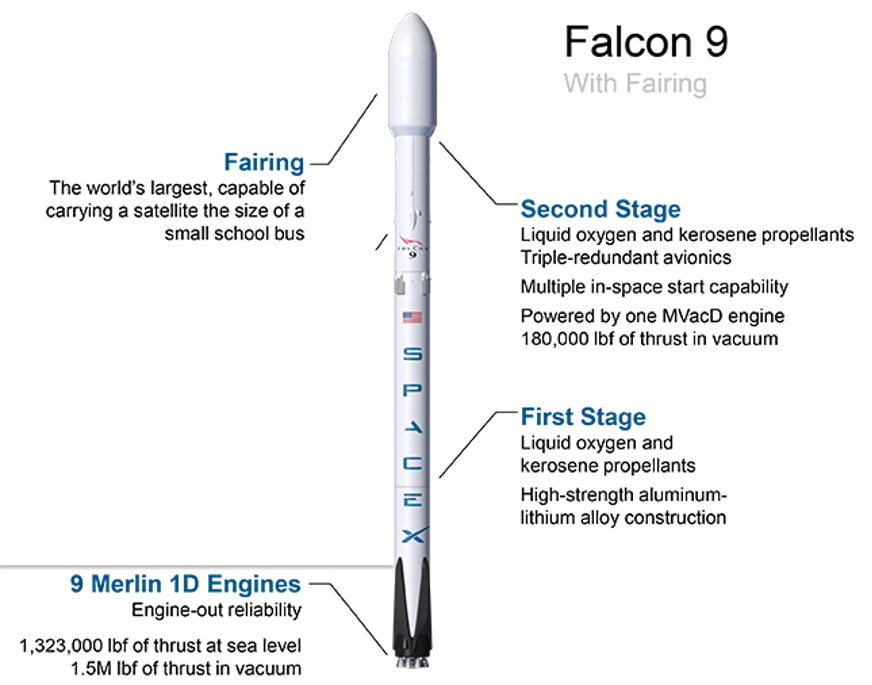 Falcon 9
With Fairing
Fairing
The world's largest, capable of
carrying a satellite the size of a
small school bus
Second Stage
Liquid oxygen and kerosene propellants
Triple-redundant avionics
Multiple in-space start capability
Powered by one MVacD engine
180,000 lbf of thrust in vacuum
FALCON
9
SPACEX
First Stage
Liquid oxygen and
kerosene propellants
High-strength aluminum-
lithium alloy construction
9 Merlin 1D Engines
Engine-out reliability
1,323,000 lbf of thrust at sea level
1.5M lbf of thrust in vacuum